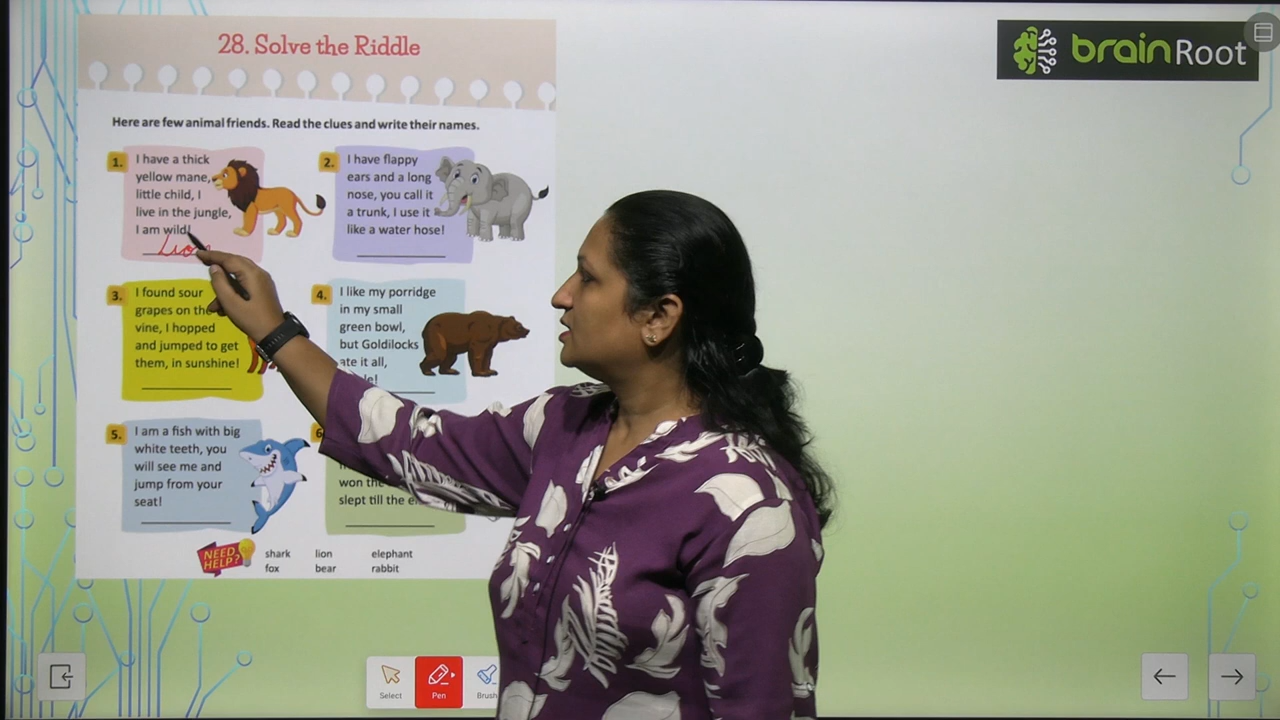 28. Solve the Riddle
brainRoot
Here are few animal friends. Read the clues and write their names.
1.
I have a thick
yellow mane,
little child, I
live in the jungle,
I am wild!
Lion
2.
I have flappy
ears and a long
nose, you call it
a trunk, I use it
like a water hose!
3.
I found sour
grapes on the
vine, I hopped
and jumped to get
them, in sunshine!
4.
I like my porridge
in my small
green bowl,
but Goldilocks
ate it all,
5.
I am a fish with big
white teeth, you
will see me and
jump from your
seat!
6
won the
slept till the
NEED HELP?
shark lion elephant
fox bear rabbit
Select
Pen
Brush